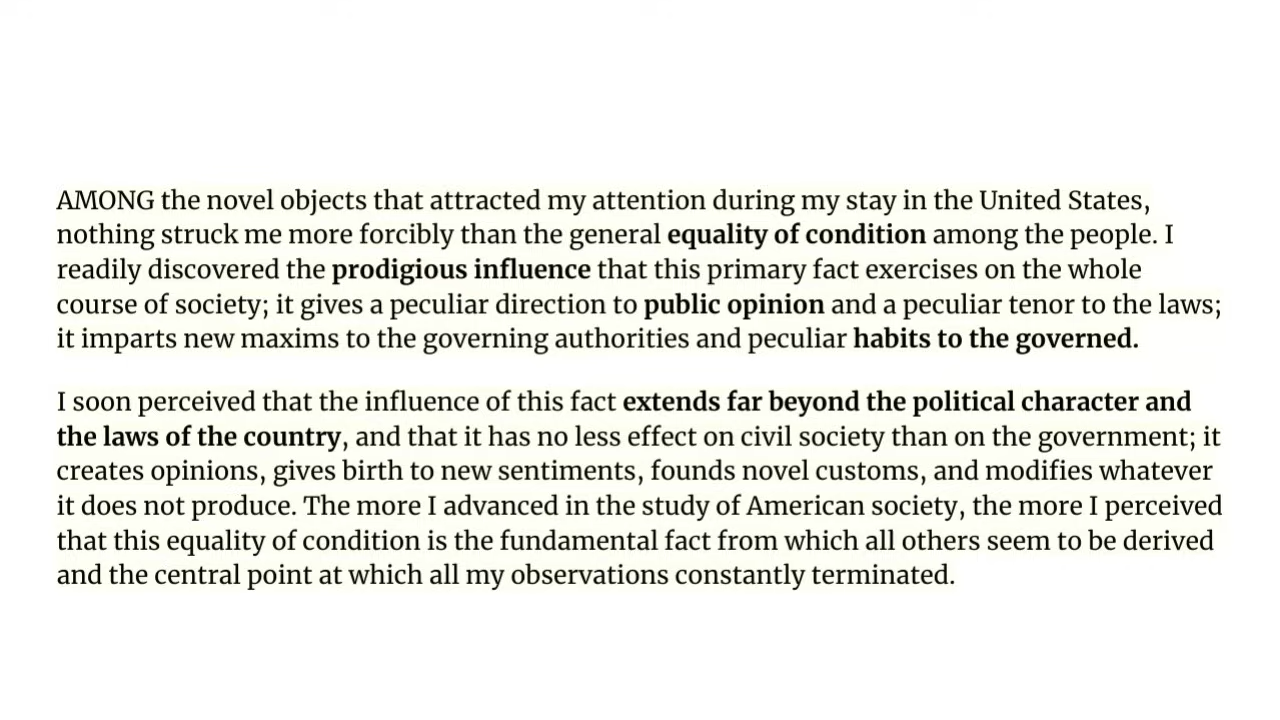 AMONG the novel objects that attracted my attention during my stay in the United States,
nothing struck me more forcibly than the general equality of condition among the people. I
readily discovered the prodigious influence that this primary fact exercises on the whole
course of society; it gives a peculiar direction to public opinion and a peculiar tenor to the laws;
it imparts new maxims to the governing authorities and peculiar habits to the governed.
I soon perceived that the influence of this fact extends far beyond the political character and
the laws of the country, and that it has no less effect on civil society than on the government; it
creates opinions, gives birth to new sentiments, founds novel customs, and modifies whatever
it does not produce. The more I advanced in the study of American society, the more I perceived
that this equality of condition is the fundamental fact from which all others seem to be derived
and the central point at which all my observations constantly terminated.